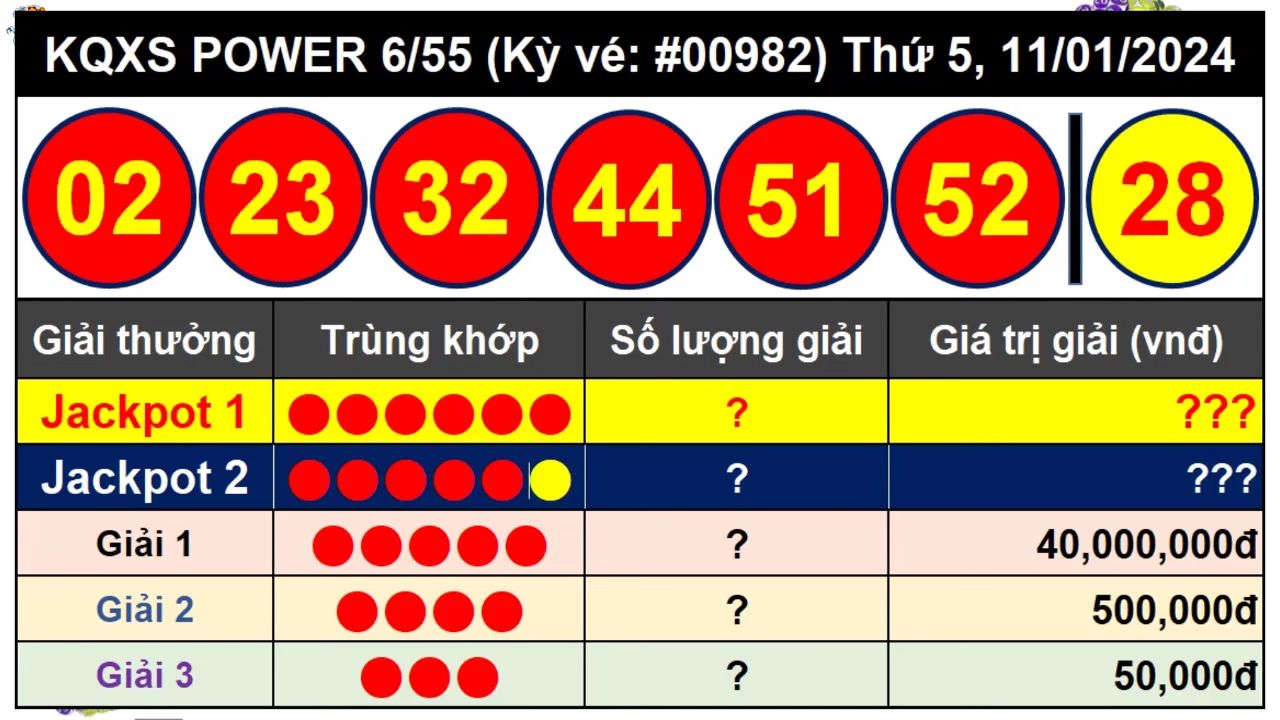 KQXS POWER 6/55 (Kỳ vé: #00982) Thứ 5, 11/01/2024
02 23 32 44 51 52 28
Giải thưởng Trùng khớp Số lượng giải Giá trị giải (vnđ)
Jackpot 1 ? ???
Jackpot 2 ? ???
Giải 1 ? 40,000,000đ
Giải 2 ? 500,000đ
Giải 3 ? 50,000đ